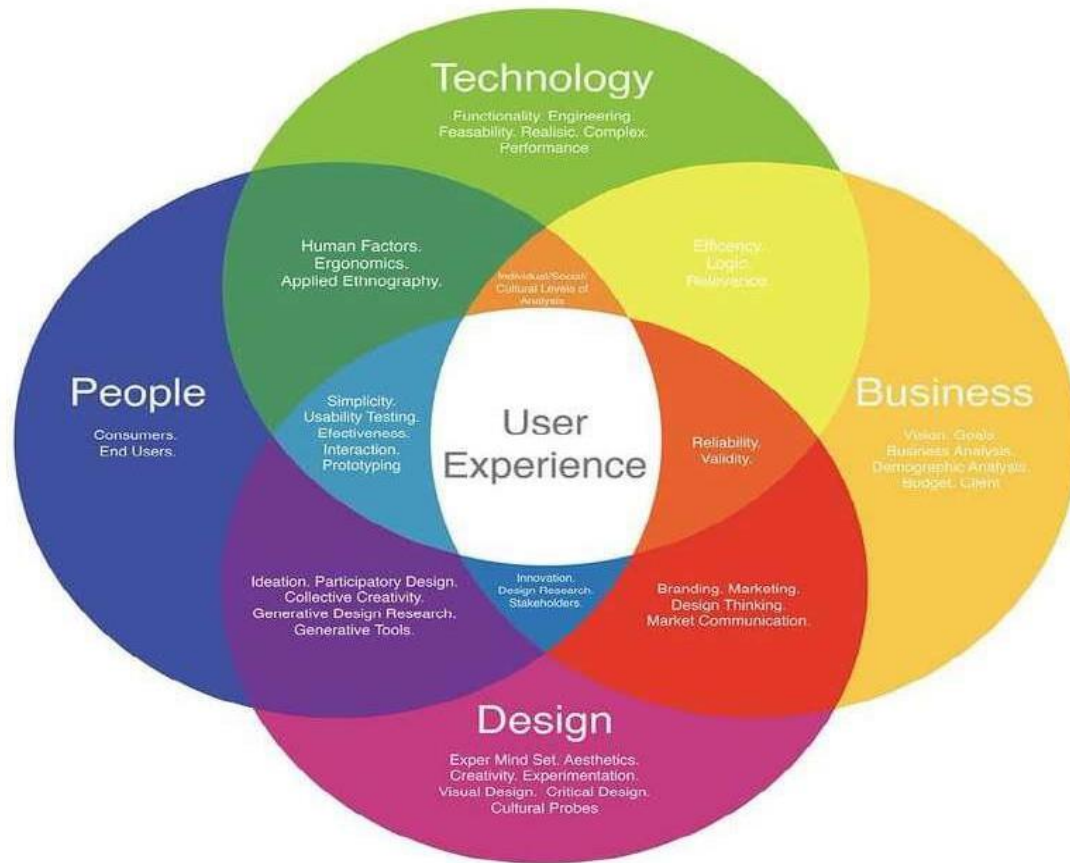 Technology
Functionality. Engineering.
Feasability. Realisic. Complex.
Performance
Human Factors.
Ergonomics.
Applied Ethnography.
Individual/Social/
Cultural Levels of
Analysis
Efficency.
Logic.
Relevance.
People
Consumers.
End Users.
Simplicity.
Usability Testing.
Efectiveness.
Interaction.
Prototyping
User
Experience
Reliability.
Validity.
Business
Vision. Goals.
Business Analysis.
Demographic Analysis.
Budget. Client
Ideation. Participatory Design.
Collective Creativity.
Generative Design Research.
Generative Tools.
Innovation.
Design Research.
Stakeholders.
Branding. Marketing.
Design Thinking.
Market Communication.
Design
Exper Mind Set. Aesthetics.
Creativity. Experimentation.
Visual Design. Critical Design.
Cultural Probes